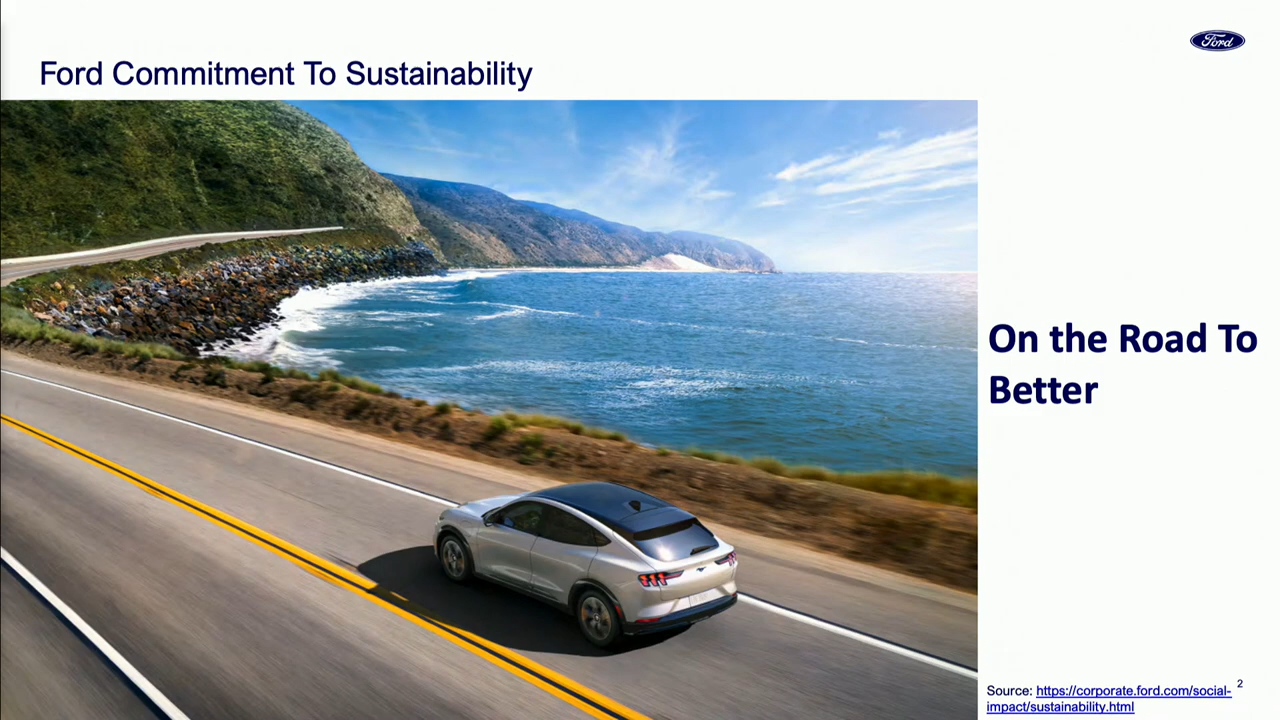 Ford
Ford Commitment To Sustainability
On the Road To
Better
Source: https://corporate.ford.com/social-
impact/sustainability.html
2